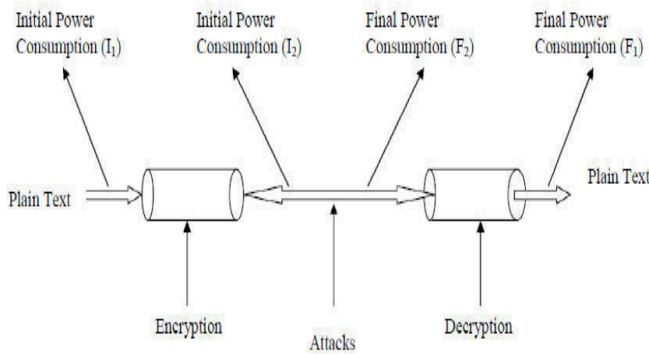 Initial Power
Consumption (I₁)
Initial Power
Consumption (I₂)
Final Power
Consumption (F₂)
Final Power
Consumption (F₁)
Plain Text
Plain Text
Encryption
Attacks
Decryption